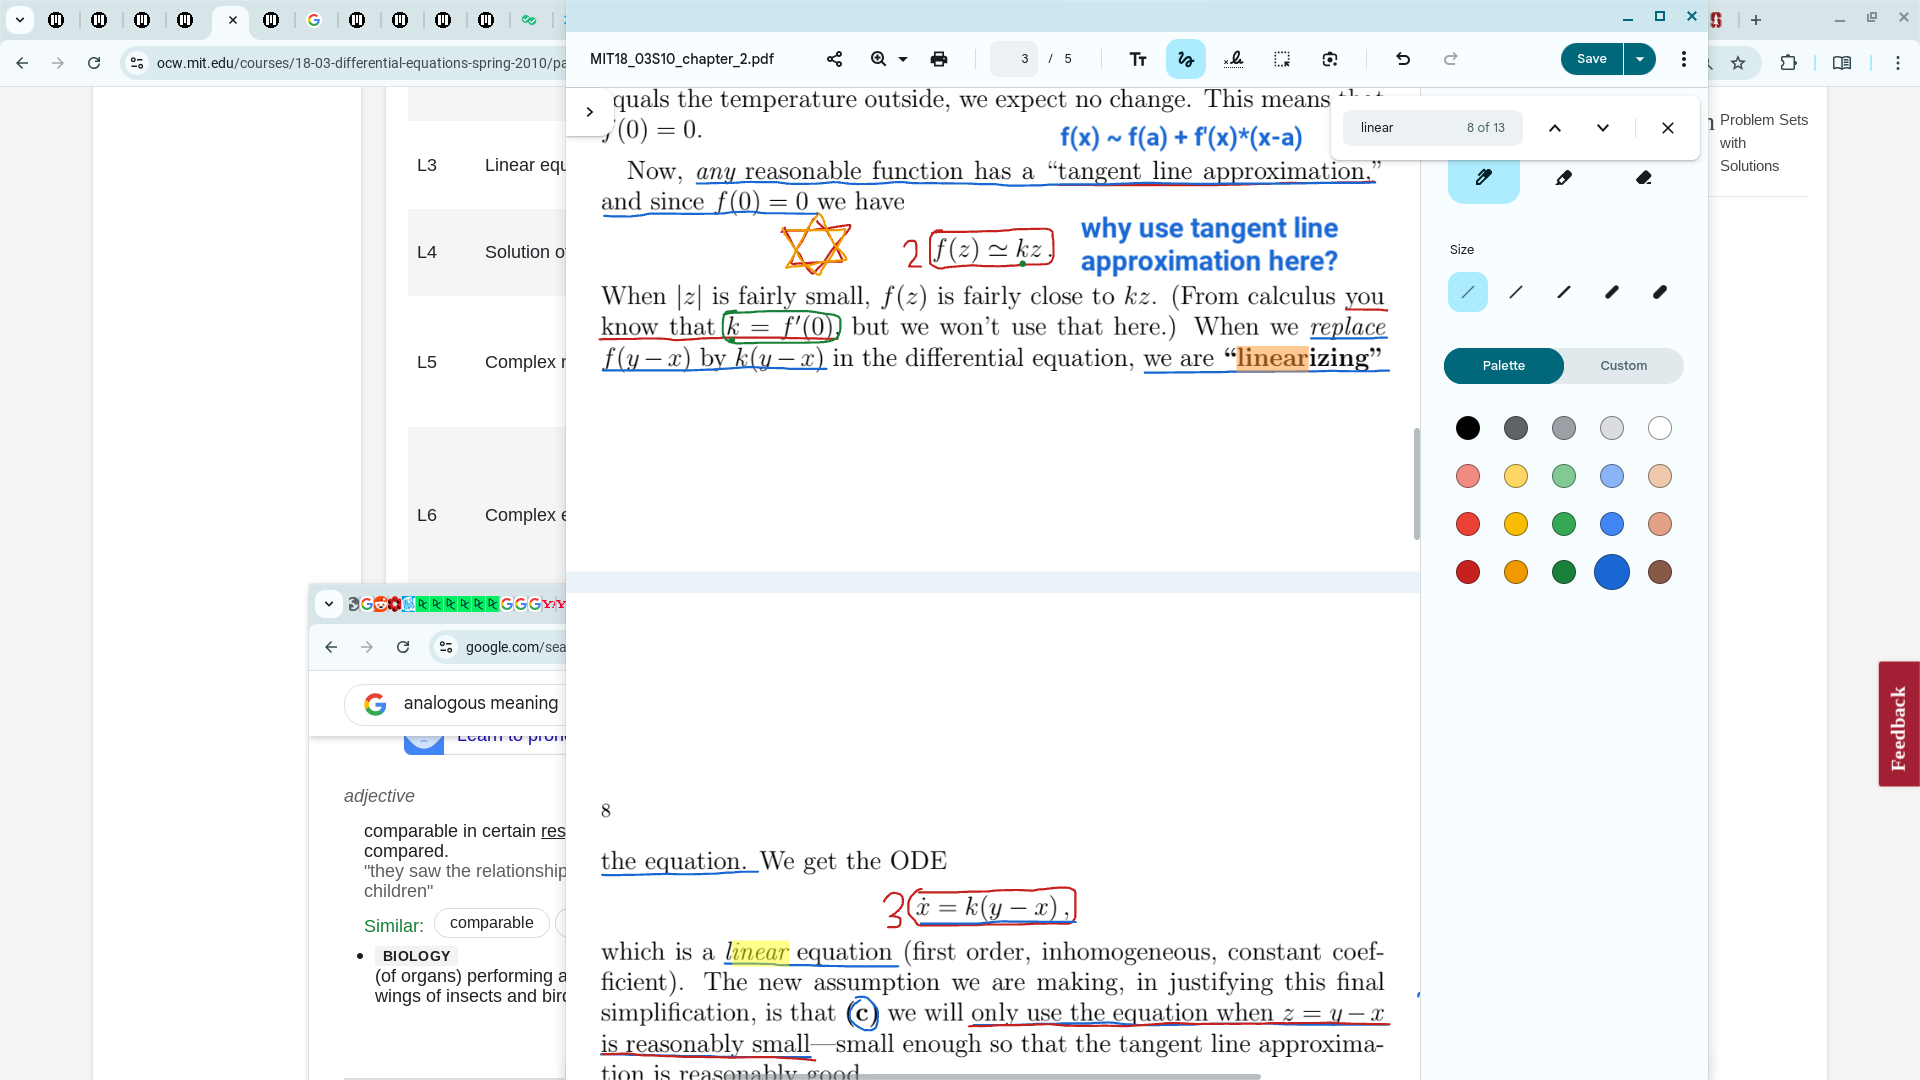 MIT18_03S10_chapter_2.pdf
3 / 5
Save
ocw.mit.edu/courses/18-03-differential-equations-spring-2010/pa
linear
8 of 13
quals the temperature outside, we expect no change. This means that
f(0) = 0.
f(x) ~ f(a) + f'(x)*(x-a)
Now, any reasonable function has a “tangent line approximation,”
and since f(0) = 0 we have
2 f(z) ≃ kz.
why use tangent line
approximation here?
When |z| is fairly small, f(z) is fairly close to kz. (From calculus you
know that k = f′(0), but we won’t use that here.) When we replace
f(y − x) by k(y − x) in the differential equation, we are “linearizing”
8
the equation. We get the ODE
3 ẋ = k(y − x) ,
which is a linear equation (first order, inhomogeneous, constant coef-
ficient). The new assumption we are making, in justifying this final
simplification, is that (c) we will only use the equation when z = y − x
is reasonably small—small enough so that the tangent line approxima-
tion is reasonably good
Size
Palette
Custom
Problem Sets
with
Solutions
Feedback
L3 Linear equ
L4 Solution o
L5 Complex n
L6 Complex e
google.com/sea
analogous meaning
Learn to pron
adjective
comparable in certain res
compared.
"they saw the relationship
children"
Similar: comparable
BIOLOGY
(of organs) performing a
wings of insects and bird